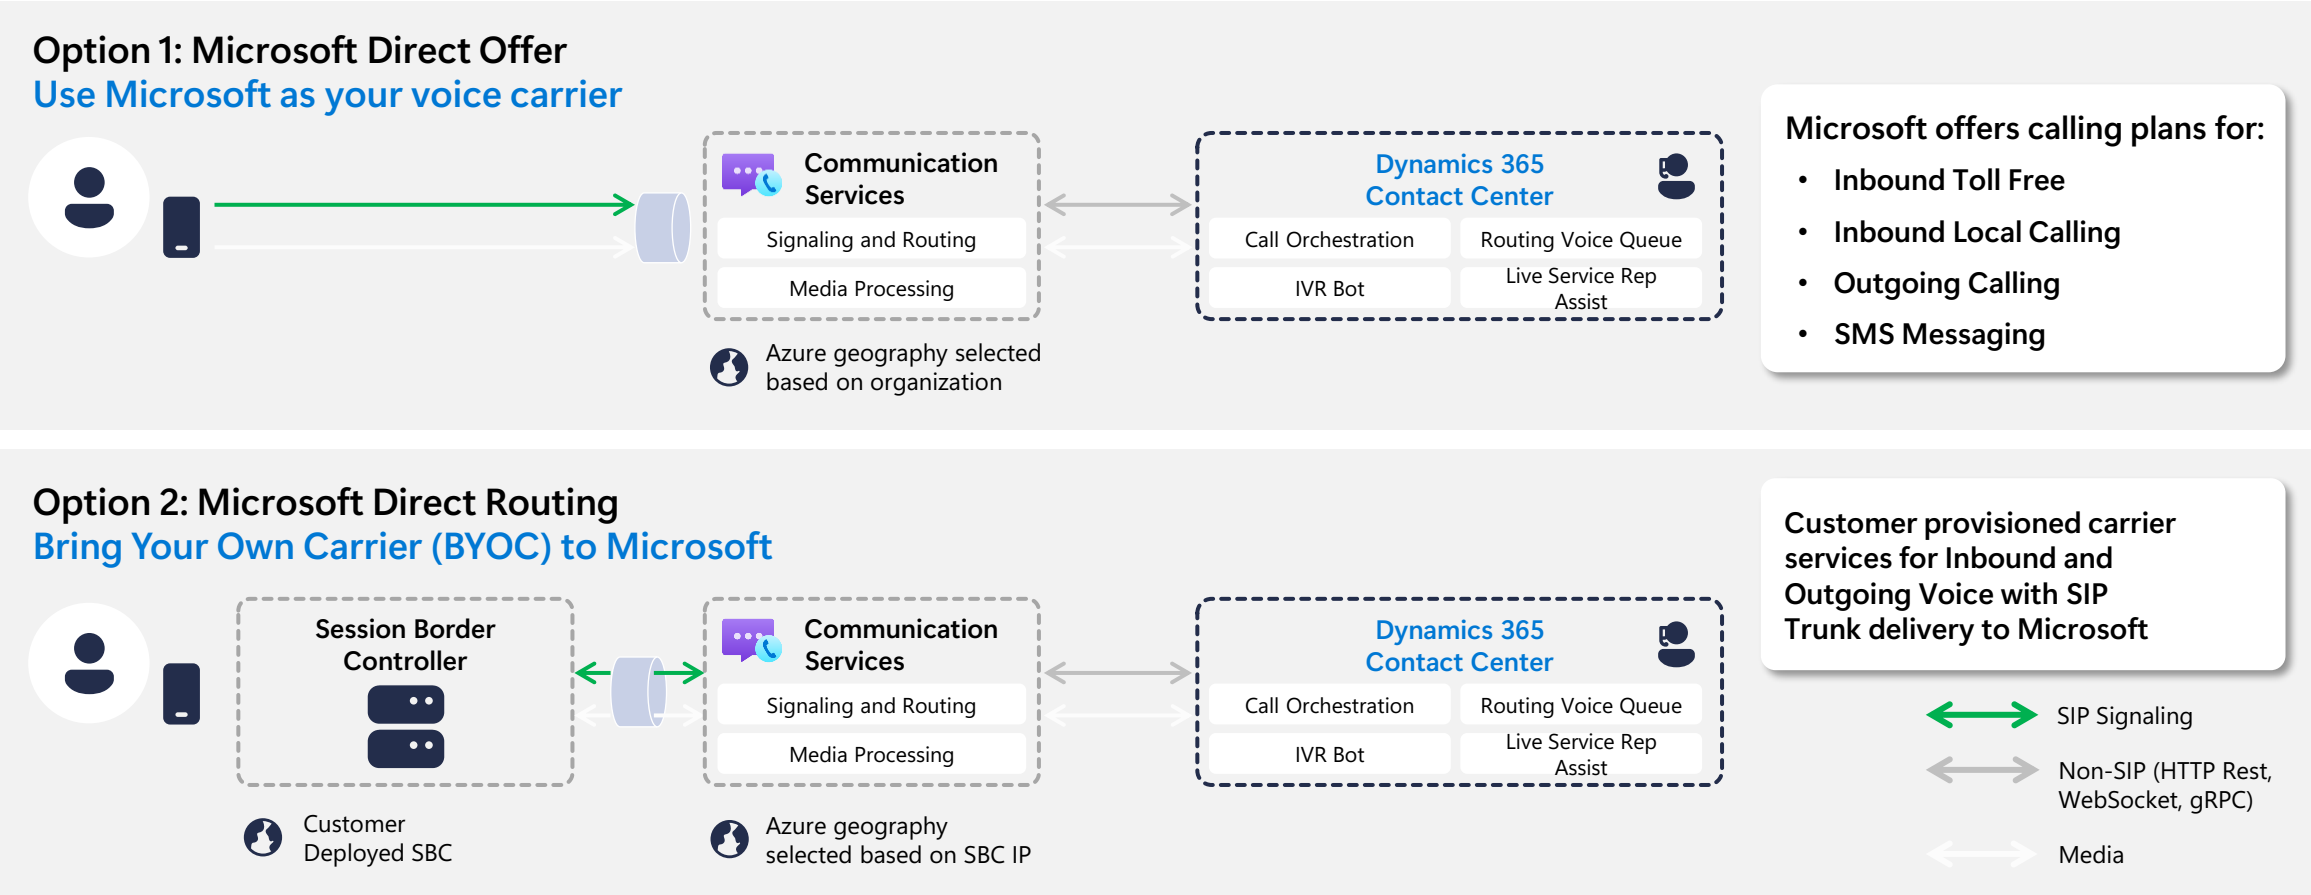 Option 1: Microsoft Direct Offer
Use Microsoft as your voice carrier
Communication
Services
Signaling and Routing
Media Processing
Azure geography selected
based on organization
Dynamics 365
Contact Center
Call Orchestration
Routing Voice Queue
IVR Bot
Live Service Rep
Assist
Microsoft offers calling plans for:
• Inbound Toll Free
• Inbound Local Calling
• Outgoing Calling
• SMS Messaging
Option 2: Microsoft Direct Routing
Bring Your Own Carrier (BYOC) to Microsoft
Session Border
Controller
Customer
Deployed SBC
Communication
Services
Signaling and Routing
Media Processing
Azure geography
selected based on SBC IP
Dynamics 365
Contact Center
Call Orchestration
Routing Voice Queue
IVR Bot
Live Service Rep
Assist
Customer provisioned carrier
services for Inbound and
Outgoing Voice with SIP
Trunk delivery to Microsoft
SIP Signaling
Non-SIP (HTTP Rest,
WebSocket, gRPC)
Media